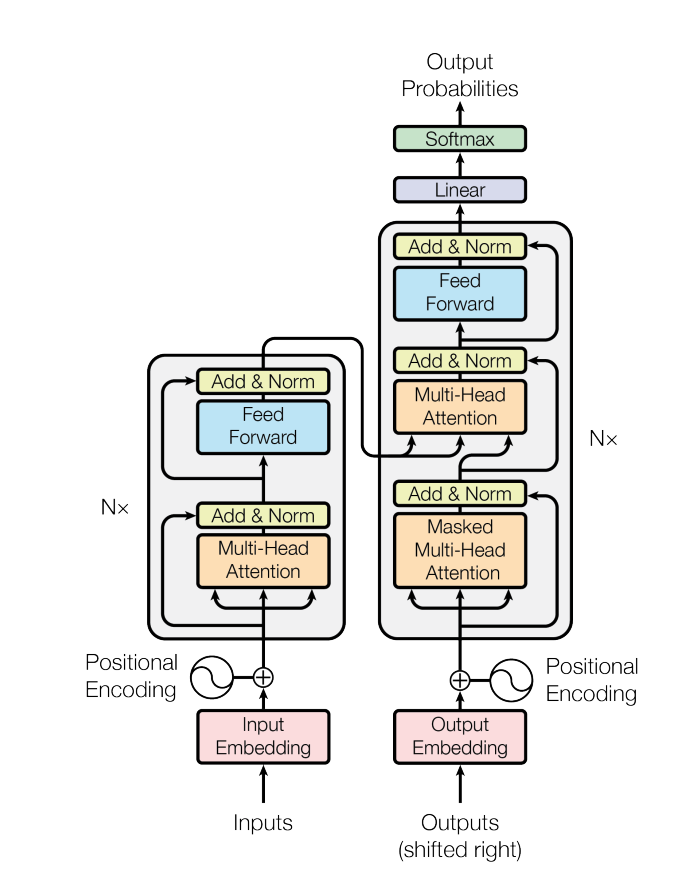 Output
Probabilities
Softmax
Linear
Add & Norm
Feed
Forward
Add & Norm
Multi-Head
Attention
Add & Norm
Masked
Multi-Head
Attention
Nx
Add & Norm
Feed
Forward
Add & Norm
Multi-Head
Attention
N×
Positional
Encoding
Positional
Encoding
Input
Embedding
Output
Embedding
Inputs
Outputs
(shifted right)